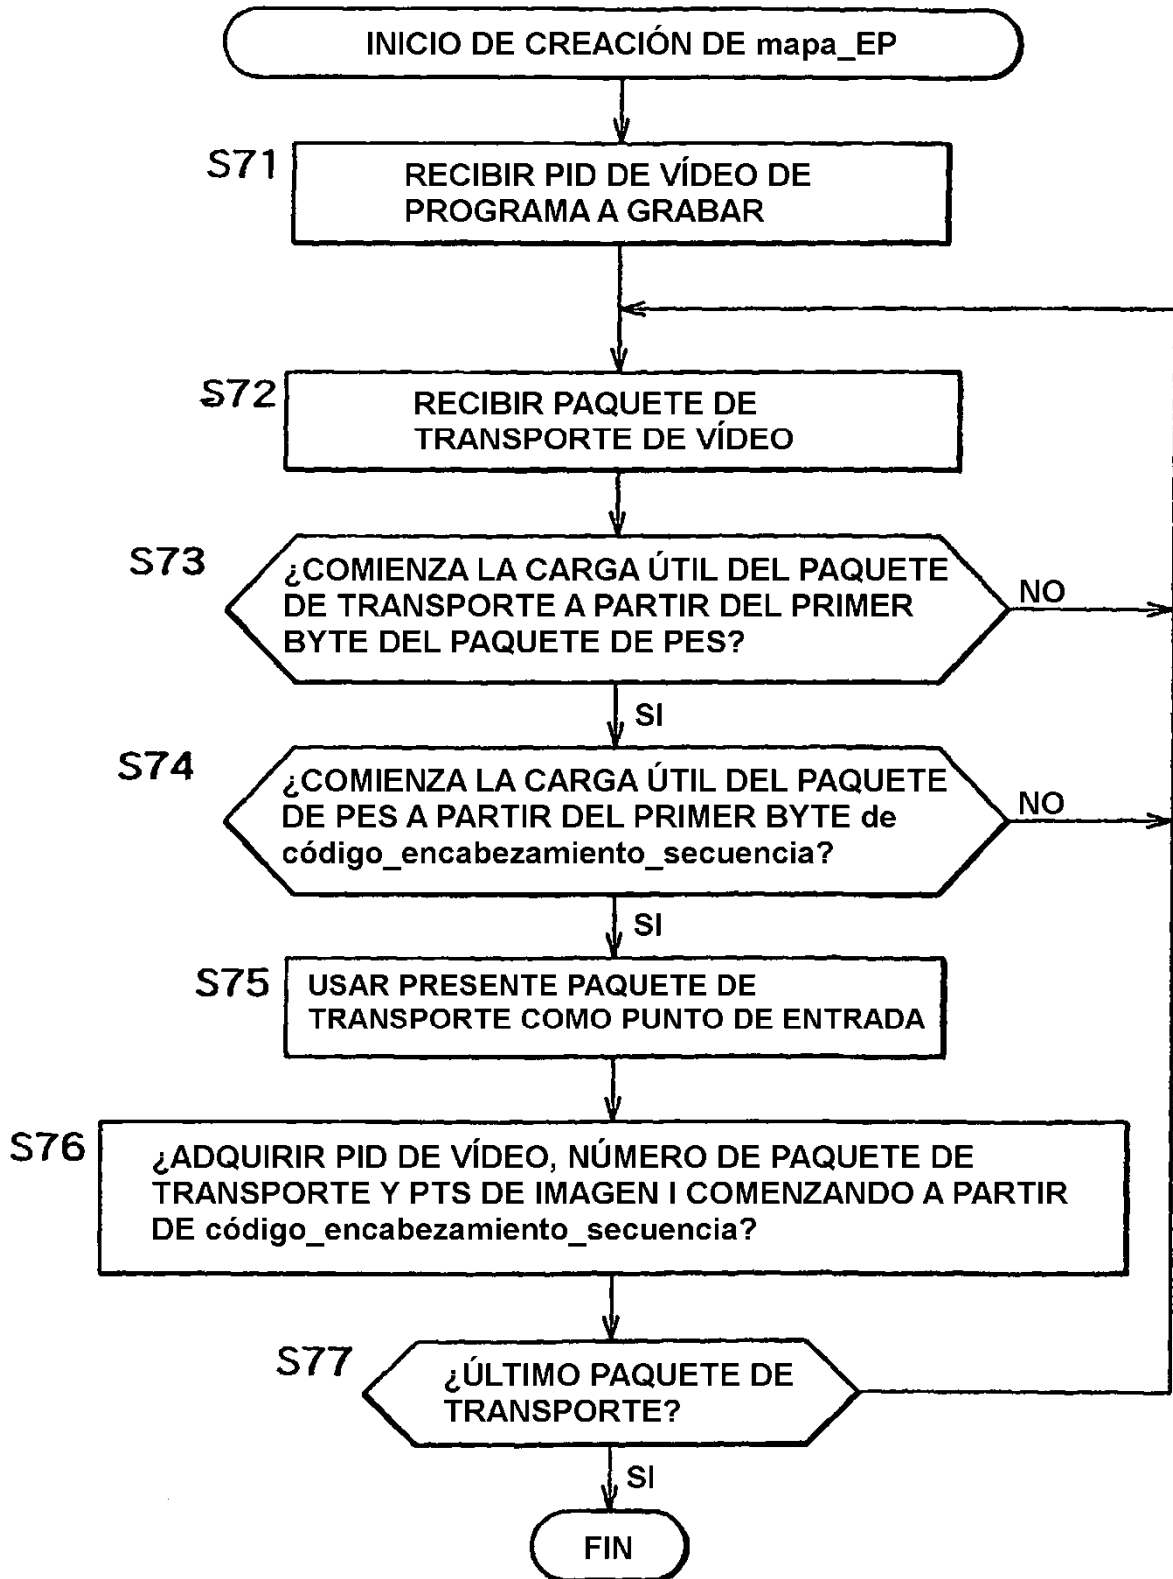 INICIO DE CREACIÓN DE mapa_EP
S71
RECIBIR PID DE VÍDEO DE
PROGRAMA A GRABAR
S72
RECIBIR PAQUETE DE
TRANSPORTE DE VÍDEO
S73
¿COMIENZA LA CARGA ÚTIL DEL PAQUETE
DE TRANSPORTE A PARTIR DEL PRIMER
BYTE DEL PAQUETE DE PES?
NO
SI
S74
¿COMIENZA LA CARGA ÚTIL DEL PAQUETE
DE PES A PARTIR DEL PRIMER BYTE de
código_encabezamiento_secuencia?
NO
SI
S75
USAR PRESENTE PAQUETE DE
TRANSPORTE COMO PUNTO DE ENTRADA
S76
¿ADQUIRIR PID DE VÍDEO, NÚMERO DE PAQUETE DE
TRANSPORTE Y PTS DE IMAGEN I COMENZANDO A PARTIR
DE código_encabezamiento_secuencia?
S77
¿ÚLTIMO PAQUETE DE
TRANSPORTE?
SI
FIN